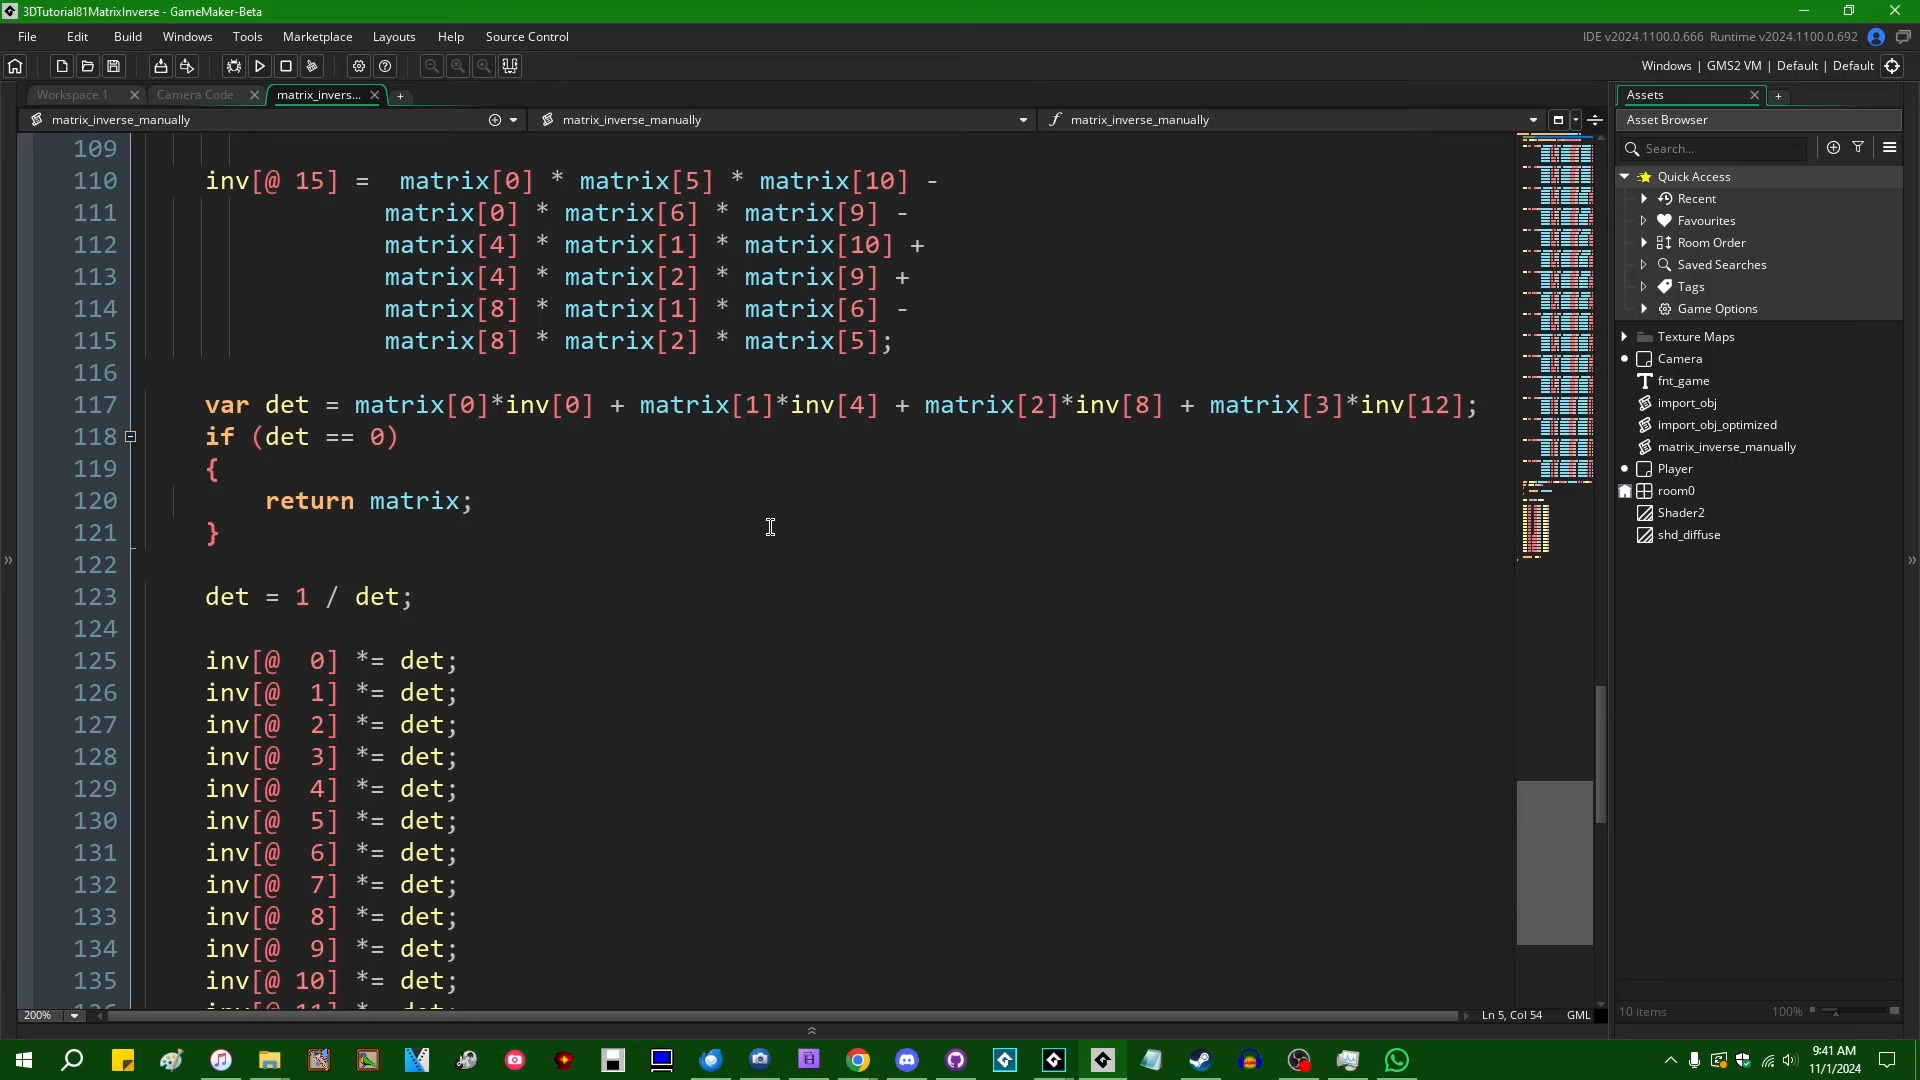 3DTutorial81MatrixInverse - GameMaker-Beta
File Edit Build Windows Tools Marketplace Layouts Help Source Control
IDE v2024.1100.0.666 Runtime v2024.1100.0.692
Windows | GMS2 VM | Default | Default
Workspace 1
Camera Code
matrix_invers...
matrix_inverse_manually
matrix_inverse_manually
matrix_inverse_manually
109
110 inv[@ 15] =  matrix[0] * matrix[5] * matrix[10] -
111 matrix[0] * matrix[6] * matrix[9] -
112 matrix[4] * matrix[1] * matrix[10] +
113 matrix[4] * matrix[2] * matrix[9] +
114 matrix[8] * matrix[1] * matrix[6] -
115 matrix[8] * matrix[2] * matrix[5];
116
117 var det = matrix[0]*inv[0] + matrix[1]*inv[4] + matrix[2]*inv[8] + matrix[3]*inv[12];
118 if (det == 0)
119 {
120 return matrix;
121 }
122
123 det = 1 / det;
124
125 inv[@  0] *= det;
126 inv[@  1] *= det;
127 inv[@  2] *= det;
128 inv[@  3] *= det;
129 inv[@  4] *= det;
130 inv[@  5] *= det;
131 inv[@  6] *= det;
132 inv[@  7] *= det;
133 inv[@  8] *= det;
134 inv[@  9] *= det;
135 inv[@ 10] *= det;
200%
Ln 5, Col 54 GML
Assets
Asset Browser
Search...
Quick Access
Recent
Favourites
Room Order
Saved Searches
Tags
Game Options
Texture Maps
Camera
fnt_game
import_obj
import_obj_optimized
matrix_inverse_manually
Player
room0
Shader2
shd_diffuse
10 items 100%
9:41 AM
11/1/2024